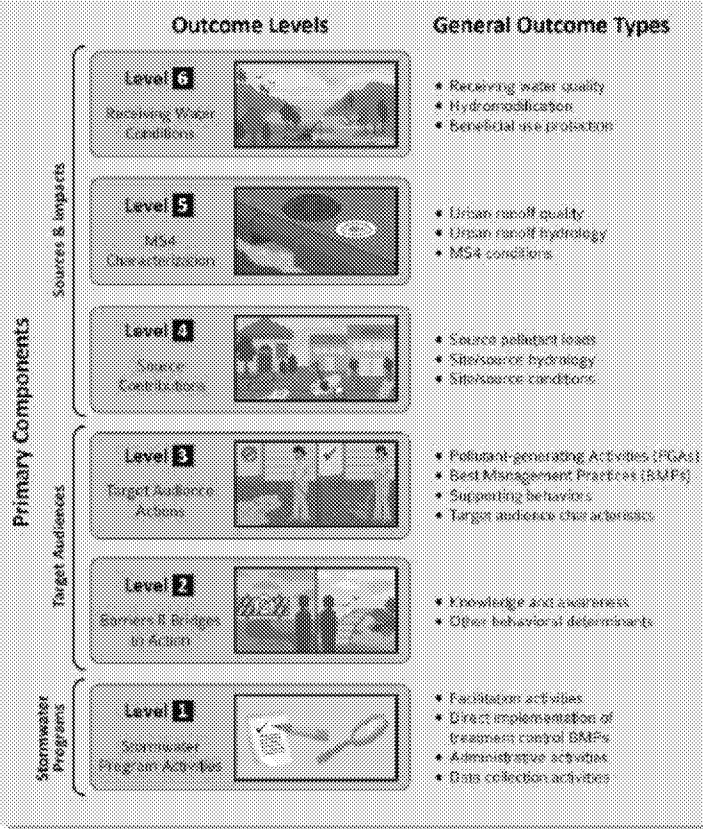 Outcome Levels
General Outcome Types
Primary Components
Sources & Impacts
Level 6
Receiving Water
Conditions
• Receiving water quality
• Hydromodification
• Beneficial use protection
Level 5
MS4
Characterization
• Urban runoff quality
• Urban runoff hydrology
• MS4 conditions
Level 4
Source
Contributions
• Source pollutant loads
• Site/source hydrology
• Site/source conditions
Target Audiences
Level 3
Target Audience
Actions
• Pollutant-generating Activities (PGAs)
• Best Management Practices (BMPs)
• Supporting behaviors
• Target audience characteristics
Level 2
Barriers & Bridges
to Action
• Knowledge and awareness
• Other behavioral determinants
Stormwater
Programs
Level 1
Stormwater
Program Activities
• Facilitation activities
• Direct implementation of
treatment control BMPs
• Administrative activities
• Data collection activities